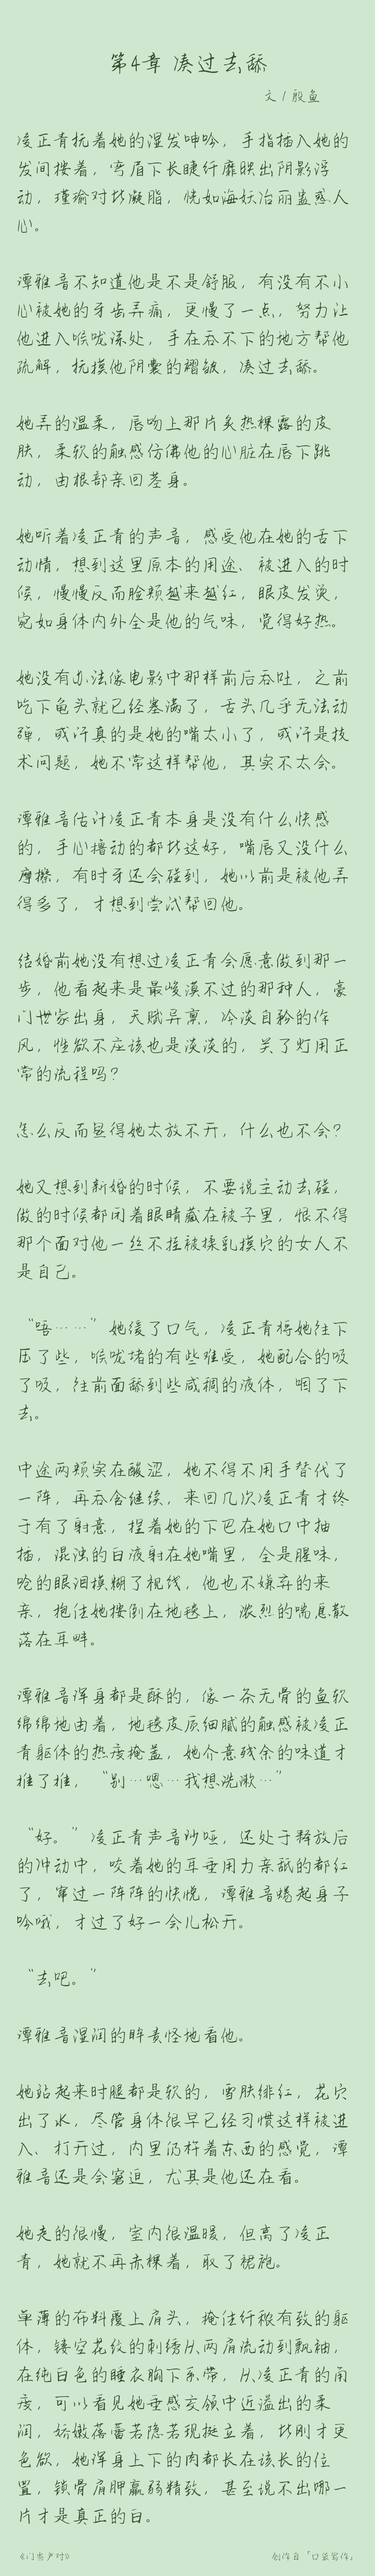 第4章 凑过去舔
文/殷鱼
凌正青抚着她的湿发呻吟，手指插入她的
发间搂着，弯眉下长睫纤靡映出阴影浮
动，瑾瑜对比凝脂，恍如海妖冶丽蛊惑人
心。
谭雅音不知道他是不是舒服，有没有不小
心被她的牙齿弄痛，更慢了一点，努力让
他进入喉咙深处，手在吞不下的地方帮他
疏解，抚摸他阴囊的褶皱，凑过去舔。
她弄的温柔，唇吻上那片炙热裸露的皮
肤，柔软的触感仿佛他的心脏在唇下跳
动，由根部亲回茎身。
她听着凌正青的声音，感受他在她的舌下
动情，想到这里原本的用途、被进入的时
候，慢慢反而脸颊越来越红，眼皮发烫，
宛如身体内外全是他的气味，觉得好热。
她没有办法像电影中那样前后吞吐，之前
吃下龟头就已经塞满了，舌头几乎无法动
弹，或许真的是她的嘴太小了，或许是技
术问题，她不常这样帮他，其实不太会。
谭雅音估计凌正青本身是没有什么快感
的，手心撸动的都比这好，嘴唇又没什么
摩擦，有时牙还会碰到，她以前是被他弄
得多了，才想到尝试帮回他。
结婚前她没有想过凌正青会愿意做到那一
步，他看起来是最峻漠不过的那种人，豪
门世家出身，天赋异禀，冷淡自矜的作
风，性欲不应该也是淡淡的，关了灯用正
常的流程吗？
怎么反而显得她太放不开，什么也不会？
她又想到新婚的时候，不要说主动去碰，
做的时候都闭着眼睛藏在被子里，恨不得
那个面对他一丝不挂被揉乳摸穴的女人不
是自己。
“唔……”她缓了口气，凌正青将她往下
压了些，喉咙堵的有些难受，她配合的吸
了吸，往前面舔到些咸稠的液体，咽了下
去。
中途两颊实在酸涩，她不得不用手替代了
一阵，再吞含继续，来回几次凌正青才终
于有了射意，捏着她的下巴在她口中抽
插，混浊的白液射在她嘴里，全是腥味，
呛的眼泪模糊了视线，他也不嫌弃的来
亲，抱住她按倒在地毯上，浓烈的喘息散
落在耳畔。
谭雅音浑身都是酥的，像一条无骨的鱼软
绵绵地由着，地毯皮质细腻的触感被凌正
青躯体的热度掩盖，她介意残余的味道才
推了推，“别…嗯…我想洗漱…”
“好。”凌正青声音沙哑，还处于释放后
的冲动中，咬着她的耳垂用力亲舔的都红
了，窜过一阵阵的快悦，谭雅音蜷起身子
吟哦，才过了好一会儿松开。
“去吧。”
谭雅音湿润的眸责怪地看他。
她站起来时腿都是软的，雪肤绯红，花穴
出了水，尽管身体很早已经习惯这样被进
入、打开过，内里仍杵着东西的感觉，谭
雅音还是会窘迫，尤其是他还在看。
她走的很慢，室内很温暖，但离了凌正
青，她就不再赤裸着，取了裙袍。
单薄的布料覆上肩头，掩住纤秾有致的躯
体，镂空花纹的刺绣从两肩流动到飘袖，
在纯白色的睡衣胸下系带，从凌正青的角
度，可以看见她垂感交领中近溢出的柔
润，娇嫩蓓蕾若隐若现挺立着，比刚才更
色欲，她浑身上下的肉都长在该长的位
置，锁骨肩胛羸弱精致，甚至说不出哪一
片才是真正的白。
《门当户对》
创作自「口袋写作」